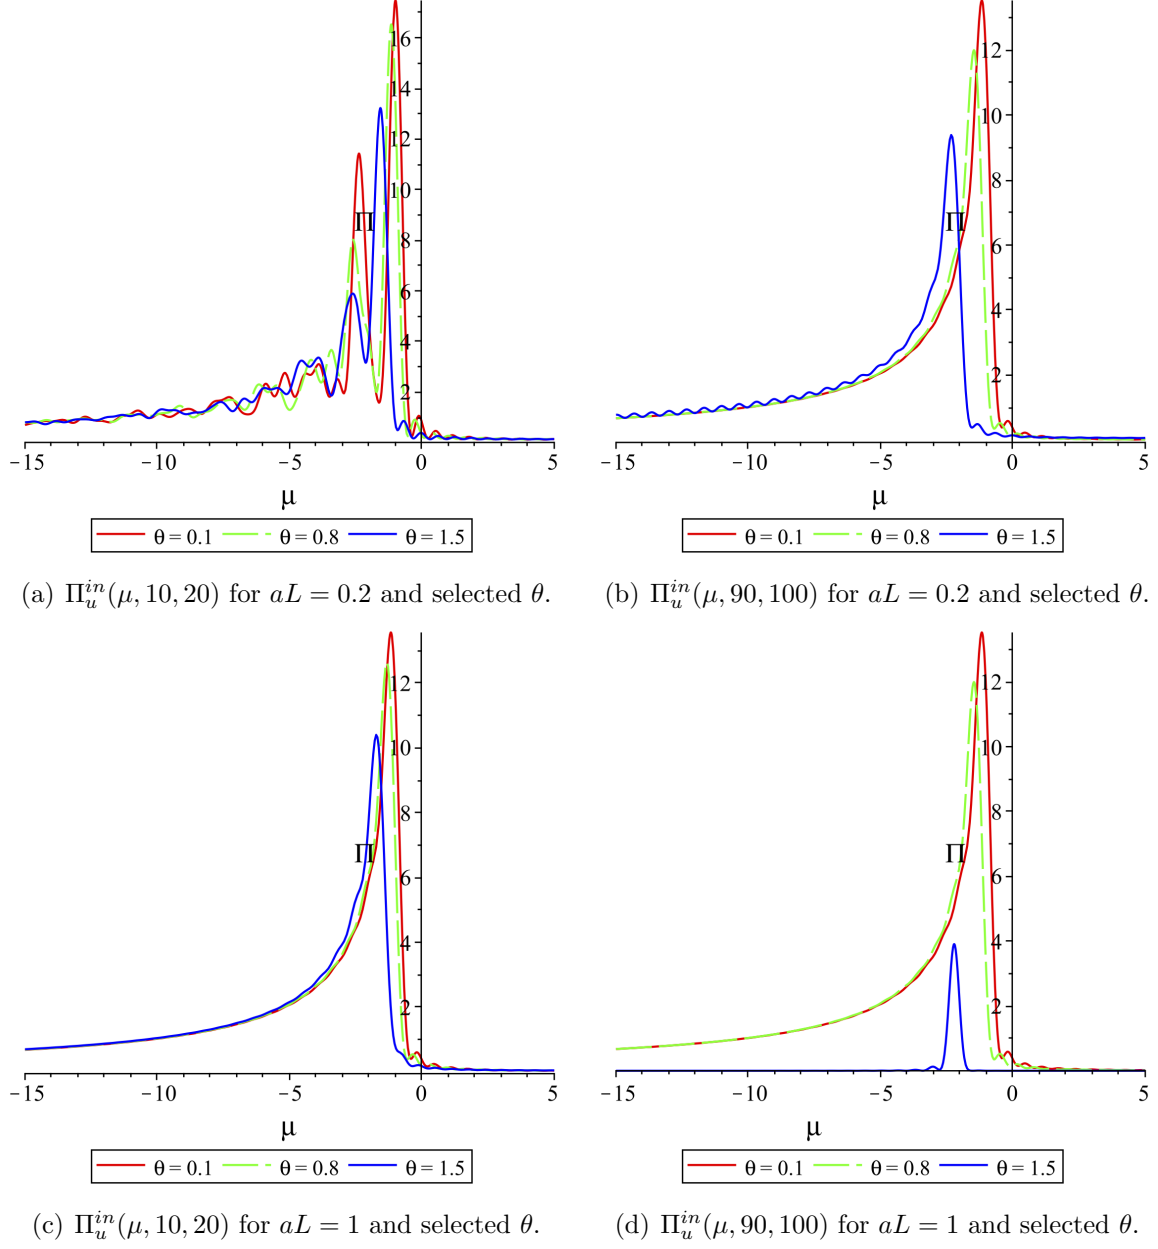 16
14
12
10
8
6
4
2
Π
−15 −10 −5 0 5
μ
θ = 0.1 θ = 0.8 θ = 1.5
(a) Π_u^{in}(μ, 10, 20) for aL = 0.2 and selected θ.
12
10
8
6
4
2
Π
−15 −10 −5 0 5
μ
θ = 0.1 θ = 0.8 θ = 1.5
(b) Π_u^{in}(μ, 90, 100) for aL = 0.2 and selected θ.
12
10
8
6
4
2
Π
−15 −10 −5 0 5
μ
θ = 0.1 θ = 0.8 θ = 1.5
(c) Π_u^{in}(μ, 10, 20) for aL = 1 and selected θ.
12
10
8
6
4
2
Π
−15 −10 −5 0 5
μ
θ = 0.1 θ = 0.8 θ = 1.5
(d) Π_u^{in}(μ, 90, 100) for aL = 1 and selected θ.